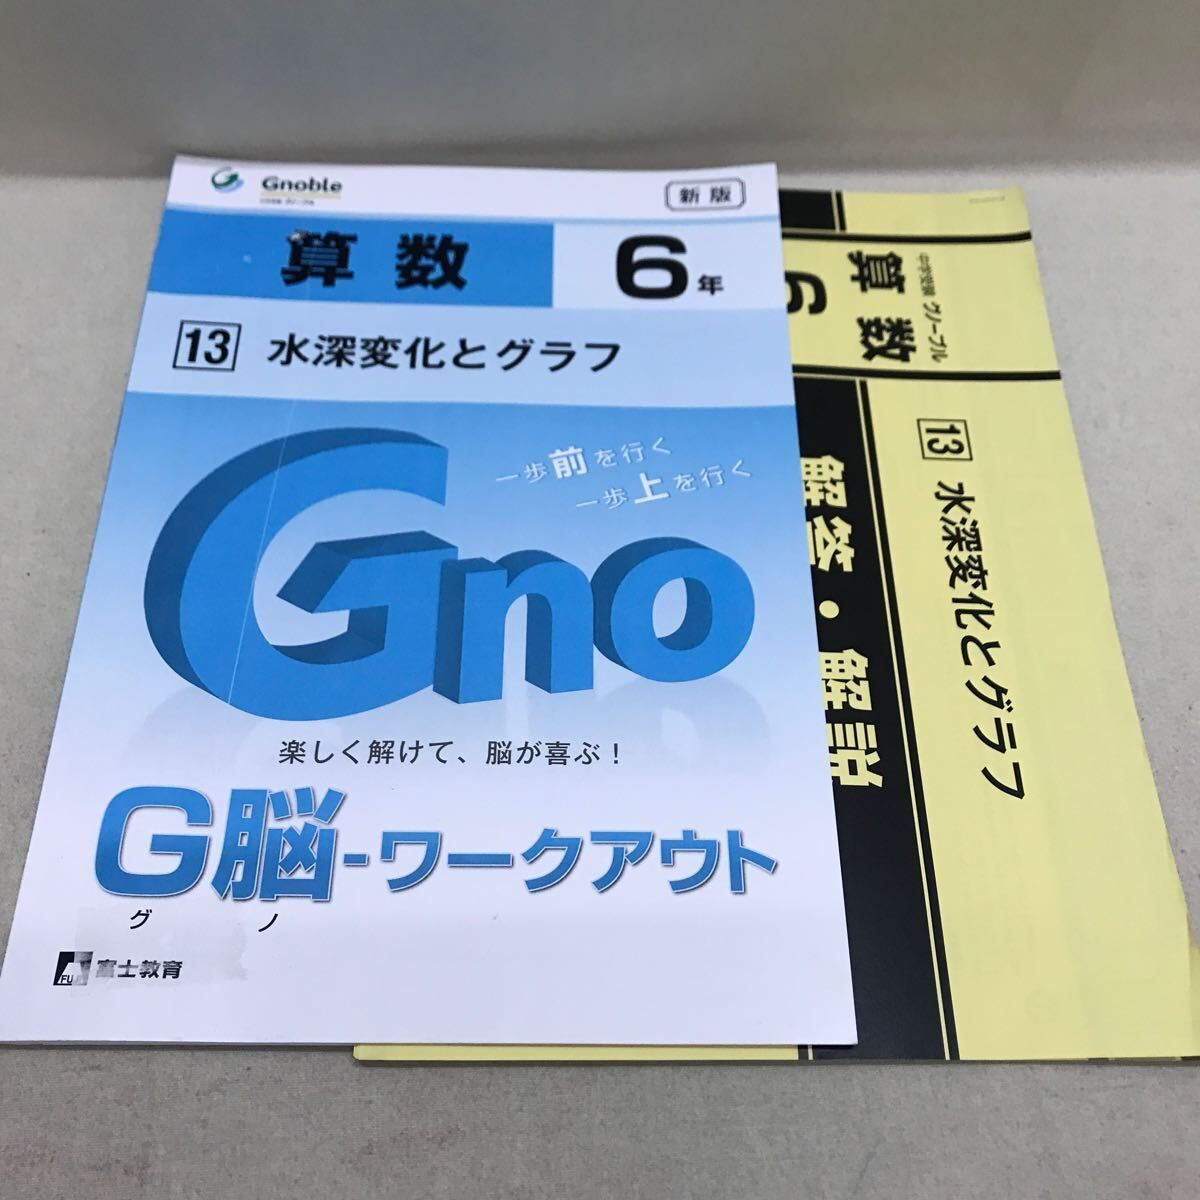 Gnoble
新版
算数
6年
13 水深変化とグラフ
一歩前を行く
一歩上を行く
Gno
楽しく解けて、脳が喜ぶ！
G脳-ワークアウト
グ ノ
FUJI 富士教育
中学受験 グノーブル
算数
6
13 水深変化とグラフ
解答・解説